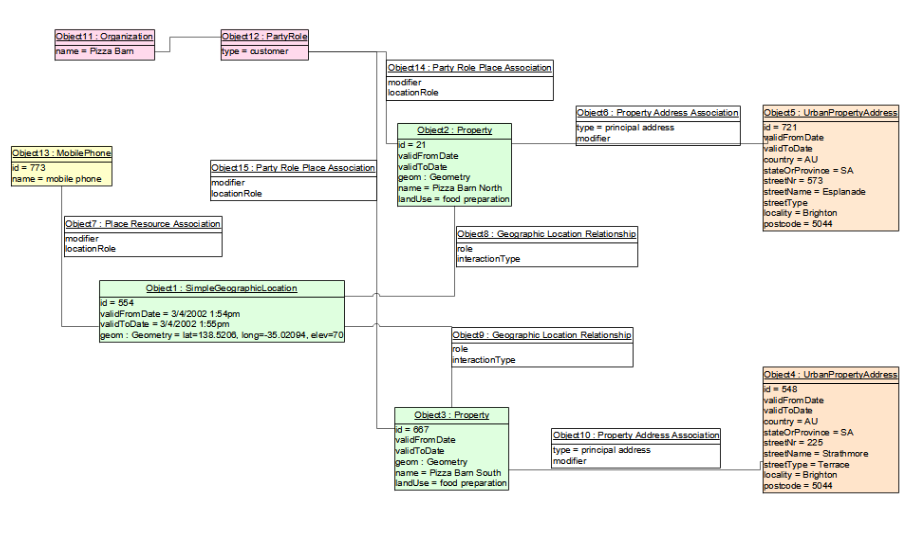 Object11 : Organization
name = Pizza Barn
Object12 : PartyRole
type = customer
Object14 : Party Role Place Association
modifier
locationRole
Object2 : Property
id = 21
validFromDate
validToDate
geom : Geometry
name = Pizza Barn North
landUse = food preparation
Object6 : Property Address Association
type = principal address
modifier
Object5 : UrbanPropertyAddress
id = 721
validFromDate
validToDate
country = AU
stateOrProvince = SA
streetNr = 573
streetName = Esplanade
streetType
locality = Brighton
postcode = 5044
Object13 : MobilePhone
id = 773
name = mobile phone
Object15 : Party Role Place Association
modifier
locationRole
Object7 : Place Resource Association
modifier
locationRole
Object8 : Geographic Location Relationship
role
interactionType
Object1 : SimpleGeographicLocation
id = 554
validFromDate = 3/4/2002 1:54pm
validToDate = 3/4/2002 1:55pm
geom : Geometry = lat=138.5206, long=-35.02094, elev=70
Object9 : Geographic Location Relationship
role
interactionType
Object3 : Property
id = 667
validFromDate
validToDate
geom : Geometry
name = Pizza Barn South
landUse = food preparation
Object10 : Property Address Association
type = principal address
modifier
Object4 : UrbanPropertyAddress
id = 548
validFromDate
validToDate
country = AU
stateOrProvince = SA
streetNr = 225
streetName = Strathmore
streetType = Terrace
locality = Brighton
postcode = 5044